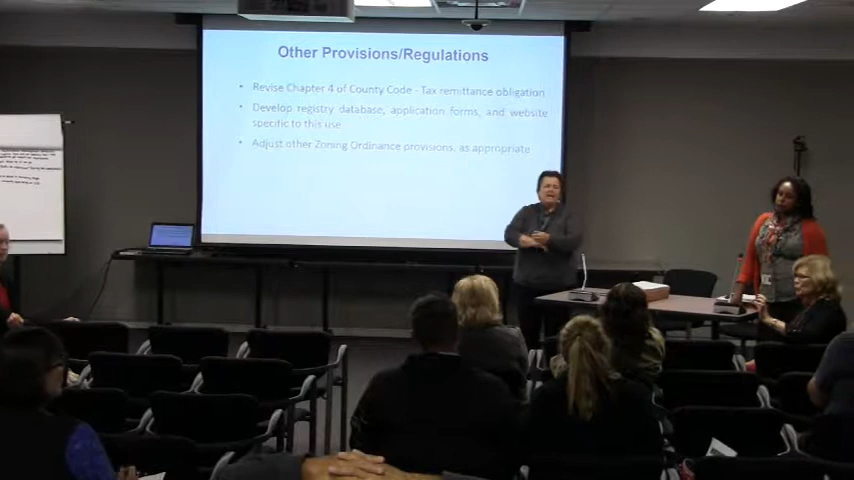 Other Provisions/Regulations
• Revise Chapter 4 of County Code - Tax remittance obligation
• Develop registry database, application forms, and website
specific to this use
• Adjust other Zoning Ordinance provisions, as appropriate